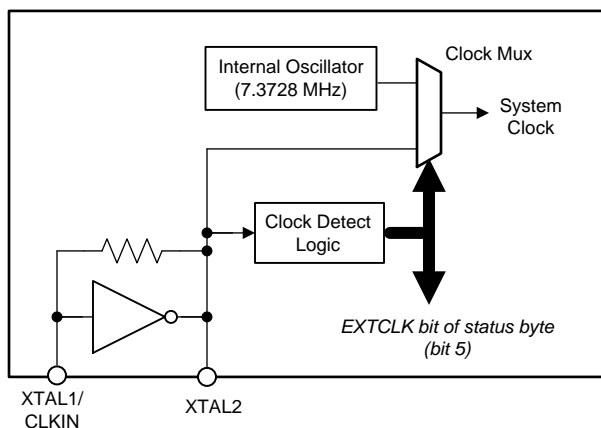 Clock Mux
Internal Oscillator
(7.3728 MHz)
System
Clock
Clock Detect
Logic
EXTCLK bit of status byte
(bit 5)
XTAL1/
CLKIN
XTAL2